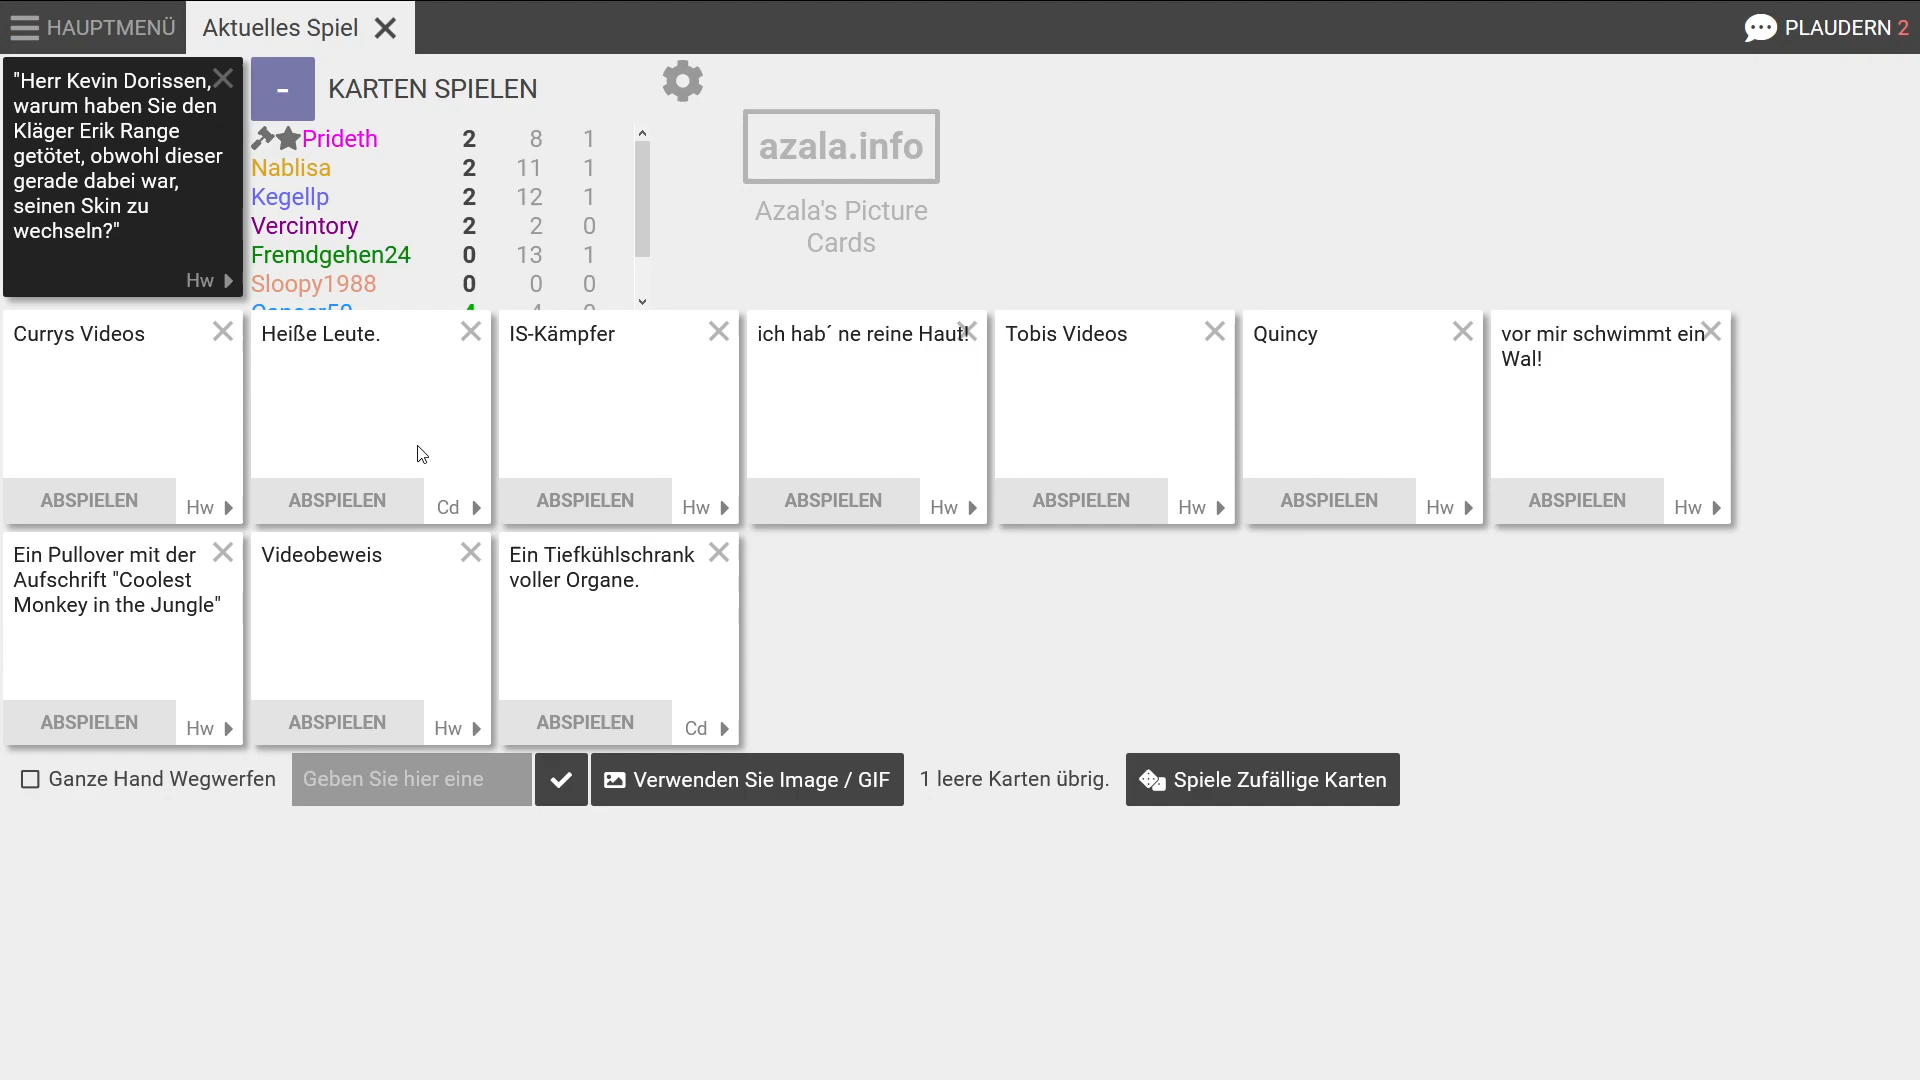 HAUPTMENÜ
Aktuelles Spiel
PLAUDERN 2
"Herr Kevin Dorissen,
warum haben Sie den
Kläger Erik Range
getötet, obwohl dieser
gerade dabei war,
seinen Skin zu
wechseln?"
Hw
-
KARTEN SPIELEN
Prideth 2 8 1
Nablisa 2 11 1
Kegellp 2 12 1
Vercintory 2 2 0
Fremdgehen24 0 13 1
Sloopy1988 0 0 0
azala.info
Azala's Picture
Cards
Currys Videos
ABSPIELEN
Hw
Heiße Leute.
ABSPIELEN
Cd
IS-Kämpfer
ABSPIELEN
Hw
ich hab´ ne reine Haut!
ABSPIELEN
Hw
Tobis Videos
ABSPIELEN
Hw
Quincy
ABSPIELEN
Hw
vor mir schwimmt ein
Wal!
ABSPIELEN
Hw
Ein Pullover mit der
Aufschrift "Coolest
Monkey in the Jungle"
ABSPIELEN
Hw
Videobeweis
ABSPIELEN
Hw
Ein Tiefkühlschrank
voller Organe.
ABSPIELEN
Cd
Ganze Hand Wegwerfen
Geben Sie hier eine
Verwenden Sie Image / GIF
1 leere Karten übrig.
Spiele Zufällige Karten